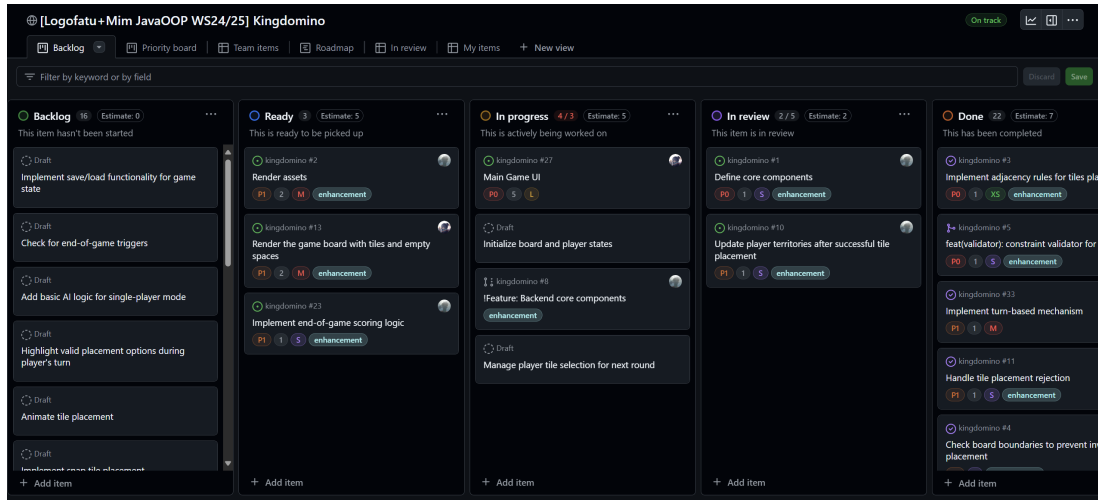 [Logofatu+Mim JavaOOP WS24/25] Kingdomino
On track
Backlog
Priority board
Team items
Roadmap
In review
My items
+ New view
Filter by keyword or by field
Discard
Save
Backlog 16 Estimate: 0
This item hasn't been started
Draft
Implement save/load functionality for game
state
Draft
Check for end-of-game triggers
Draft
Add basic AI logic for single-player mode
Draft
Highlight valid placement options during
player's turn
Draft
Animate tile placement
Draft
Implement snap tile placement
+ Add item
Ready 3 Estimate: 5
This is ready to be picked up
kingdomino #2
Render assets
P1 2 M enhancement
kingdomino #13
Render the game board with tiles and empty
spaces
P1 2 M enhancement
kingdomino #23
Implement end-of-game scoring logic
P1 1 S enhancement
+ Add item
In progress 4 / 3 Estimate: 5
This is actively being worked on
kingdomino #27
Main Game UI
P0 5 L
Draft
Initialize board and player states
kingdomino #8
!Feature: Backend core components
enhancement
Draft
Manage player tile selection for next round
+ Add item
In review 2 / 5 Estimate: 2
This item is in review
kingdomino #1
Define core components
P0 1 S enhancement
kingdomino #10
Update player territories after successful tile
placement
P1 1 S enhancement
+ Add item
Done 22 Estimate: 7
This has been completed
kingdomino #3
Implement adjacency rules for tiles pla
P0 1 XS enhancement
kingdomino #5
feat(validator): constraint validator for
P0 1 S enhancement
kingdomino #33
Implement turn-based mechanism
P1 1 M
kingdomino #11
Handle tile placement rejection
P1 1 S enhancement
kingdomino #4
Check board boundaries to prevent inv
placement
+ Add item